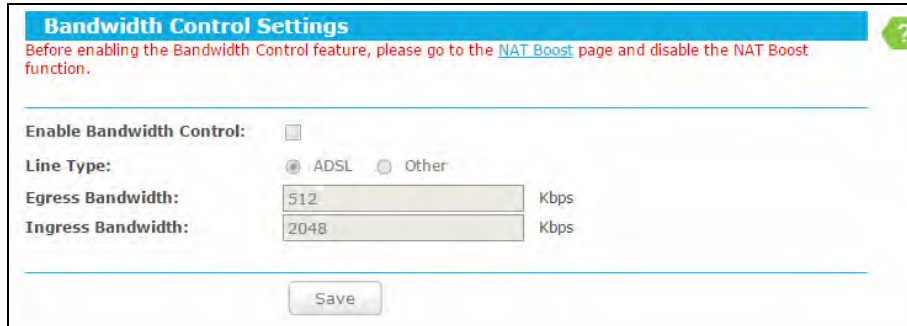 Bandwidth Control Settings
Before enabling the Bandwidth Control feature, please go to the NAT Boost page and disable the NAT Boost
function.
Enable Bandwidth Control:
Line Type: ADSL Other
Egress Bandwidth: 512 Kbps
Ingress Bandwidth: 2048 Kbps
Save
?